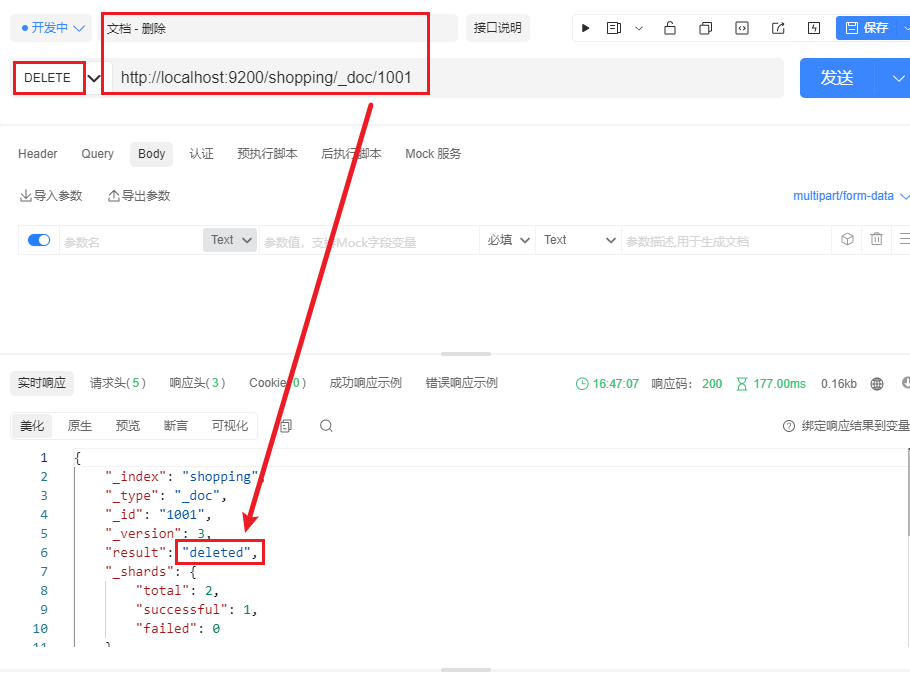 开发中
文档 - 删除
接口说明
保存
DELETE
http://localhost:9200/shopping/_doc/1001
发送
Header Query Body 认证 预执行脚本 后执行脚本 Mock 服务
导入参数 导出参数
multipart/form-data
参数名 Text 参数值，支持Mock字段变量 必填 Text 参数描述,用于生成文档
实时响应 请求头(5) 响应头(3) Cookie(0) 成功响应示例 错误响应示例
16:47:07 响应码: 200 177.00ms 0.16kb
美化 原生 预览 断言 可视化
绑定响应结果到变量
1 {
2 "_index": "shopping",
3 "_type": "_doc",
4 "_id": "1001",
5 "_version": 3,
6 "result": "deleted",
7 "_shards": {
8 "total": 2,
9 "successful": 1,
10 "failed": 0
11 }